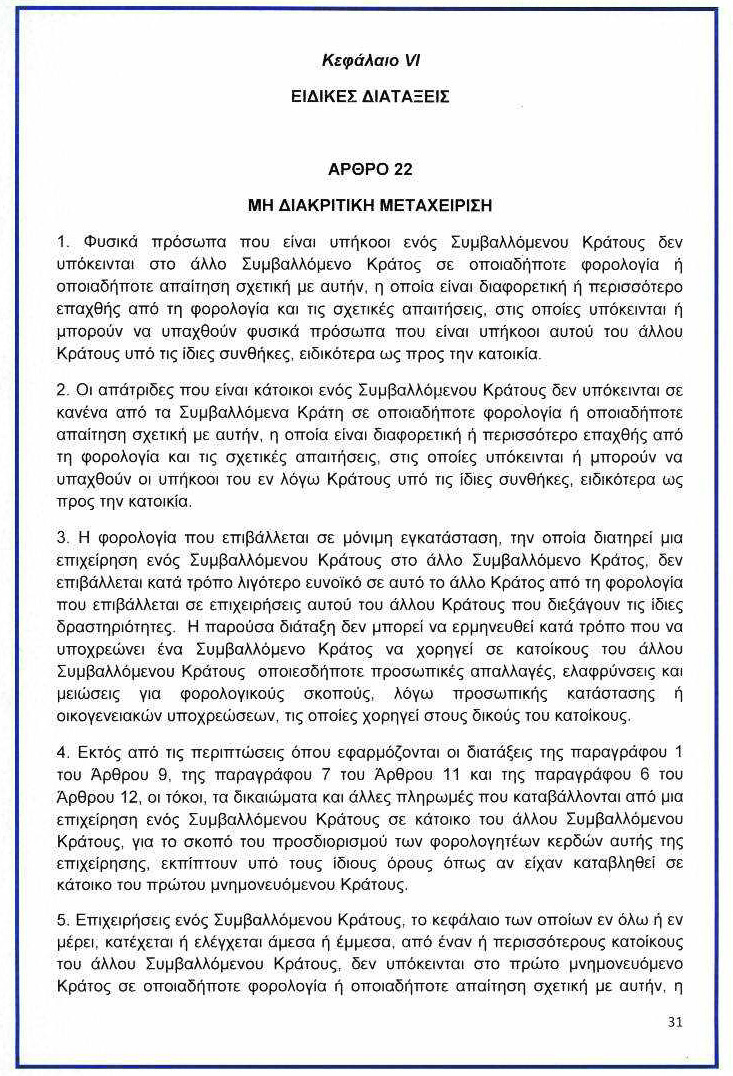 Κεφάλαιο VI
ΕΙΔΙΚΕΣ ΔΙΑΤΑΞΕΙΣ
ΑΡΘΡΟ 22
ΜΗ ΔΙΑΚΡΙΤΙΚΗ ΜΕΤΑΧΕΙΡΙΣΗ
1. Φυσικά πρόσωπα που είναι υπήκοοι ενός Συμβαλλόμενου Κράτους δεν
υπόκεινται στο άλλο Συμβαλλόμενο Κράτος σε οποιαδήποτε φορολογία ή
οποιαδήποτε απαίτηση σχετική με αυτήν, η οποία είναι διαφορετική ή περισσότερο
επαχθής από τη φορολογία και τις σχετικές απαιτήσεις, στις οποίες υπόκεινται ή
μπορούν να υπαχθούν φυσικά πρόσωπα που είναι υπήκοοι αυτού του άλλου
Κράτους υπό τις ίδιες συνθήκες, ειδικότερα ως προς την κατοικία.
2. Οι απάτριδες που είναι κάτοικοι ενός Συμβαλλόμενου Κράτους δεν υπόκεινται σε
κανένα από τα Συμβαλλόμενα Κράτη σε οποιαδήποτε φορολογία ή οποιαδήποτε
απαίτηση σχετική με αυτήν, η οποία είναι διαφορετική ή περισσότερο επαχθής από
τη φορολογία και τις σχετικές απαιτήσεις, στις οποίες υπόκεινται ή μπορούν να
υπαχθούν οι υπήκοοι του εν λόγω Κράτους υπό τις ίδιες συνθήκες, ειδικότερα ως
προς την κατοικία.
3. Η φορολογία που επιβάλλεται σε μόνιμη εγκατάσταση, την οποία διατηρεί μια
επιχείρηση ενός Συμβαλλόμενου Κράτους στο άλλο Συμβαλλόμενο Κράτος, δεν
επιβάλλεται κατά τρόπο λιγότερο ευνοϊκό σε αυτό το άλλο Κράτος από τη φορολογία
που επιβάλλεται σε επιχειρήσεις αυτού του άλλου Κράτους που διεξάγουν τις ίδιες
δραστηριότητες. Η παρούσα διάταξη δεν μπορεί να ερμηνευθεί κατά τρόπο που να
υποχρεώνει ένα Συμβαλλόμενο Κράτος να χορηγεί σε κατοίκους του άλλου
Συμβαλλόμενου Κράτους οποιεσδήποτε προσωπικές απαλλαγές, ελαφρύνσεις και
μειώσεις για φορολογικούς σκοπούς, λόγω προσωπικής κατάστασης ή
οικογενειακών υποχρεώσεων, τις οποίες χορηγεί στους δικούς του κατοίκους.
4. Εκτός από τις περιπτώσεις όπου εφαρμόζονται οι διατάξεις της παραγράφου 1
του Άρθρου 9, της παραγράφου 7 του Άρθρου 11 και της παραγράφου 6 του
Άρθρου 12, οι τόκοι, τα δικαιώματα και άλλες πληρωμές που καταβάλλονται από μια
επιχείρηση ενός Συμβαλλόμενου Κράτους σε κάτοικο του άλλου Συμβαλλόμενου
Κράτους, για το σκοπό του προσδιορισμού των φορολογητέων κερδών αυτής της
επιχείρησης, εκπίπτουν υπό τους ίδιους όρους όπως αν είχαν καταβληθεί σε
κάτοικο του πρώτου μνημονευόμενου Κράτους.
5. Επιχειρήσεις ενός Συμβαλλόμενου Κράτους, το κεφάλαιο των οποίων εν όλω ή εν
μέρει, κατέχεται ή ελέγχεται άμεσα ή έμμεσα, από έναν ή περισσότερους κατοίκους
του άλλου Συμβαλλόμενου Κράτους, δεν υπόκεινται στο πρώτο μνημονευόμενο
Κράτος σε οποιαδήποτε φορολογία ή οποιαδήποτε απαίτηση σχετική με αυτήν, η
31